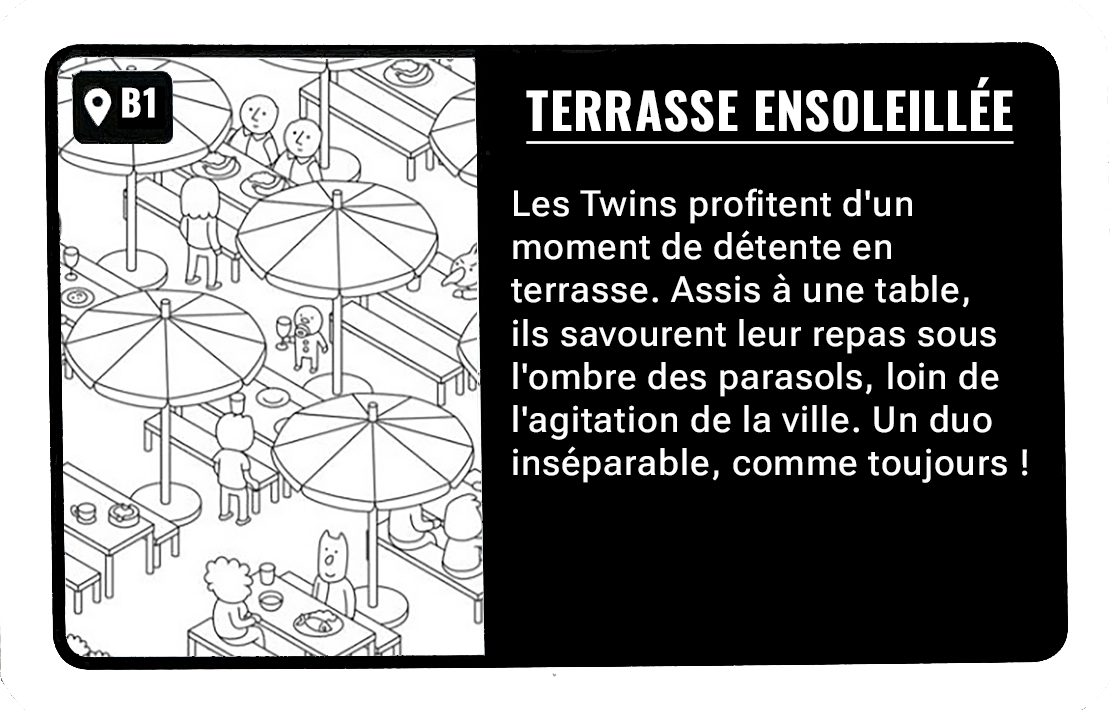 B1
TERRASSE ENSOLEILLÉE
Les Twins profitent d'un
moment de détente en
terrasse. Assis à une table,
ils savourent leur repas sous
l'ombre des parasols, loin de
l'agitation de la ville. Un duo
inséparable, comme toujours !